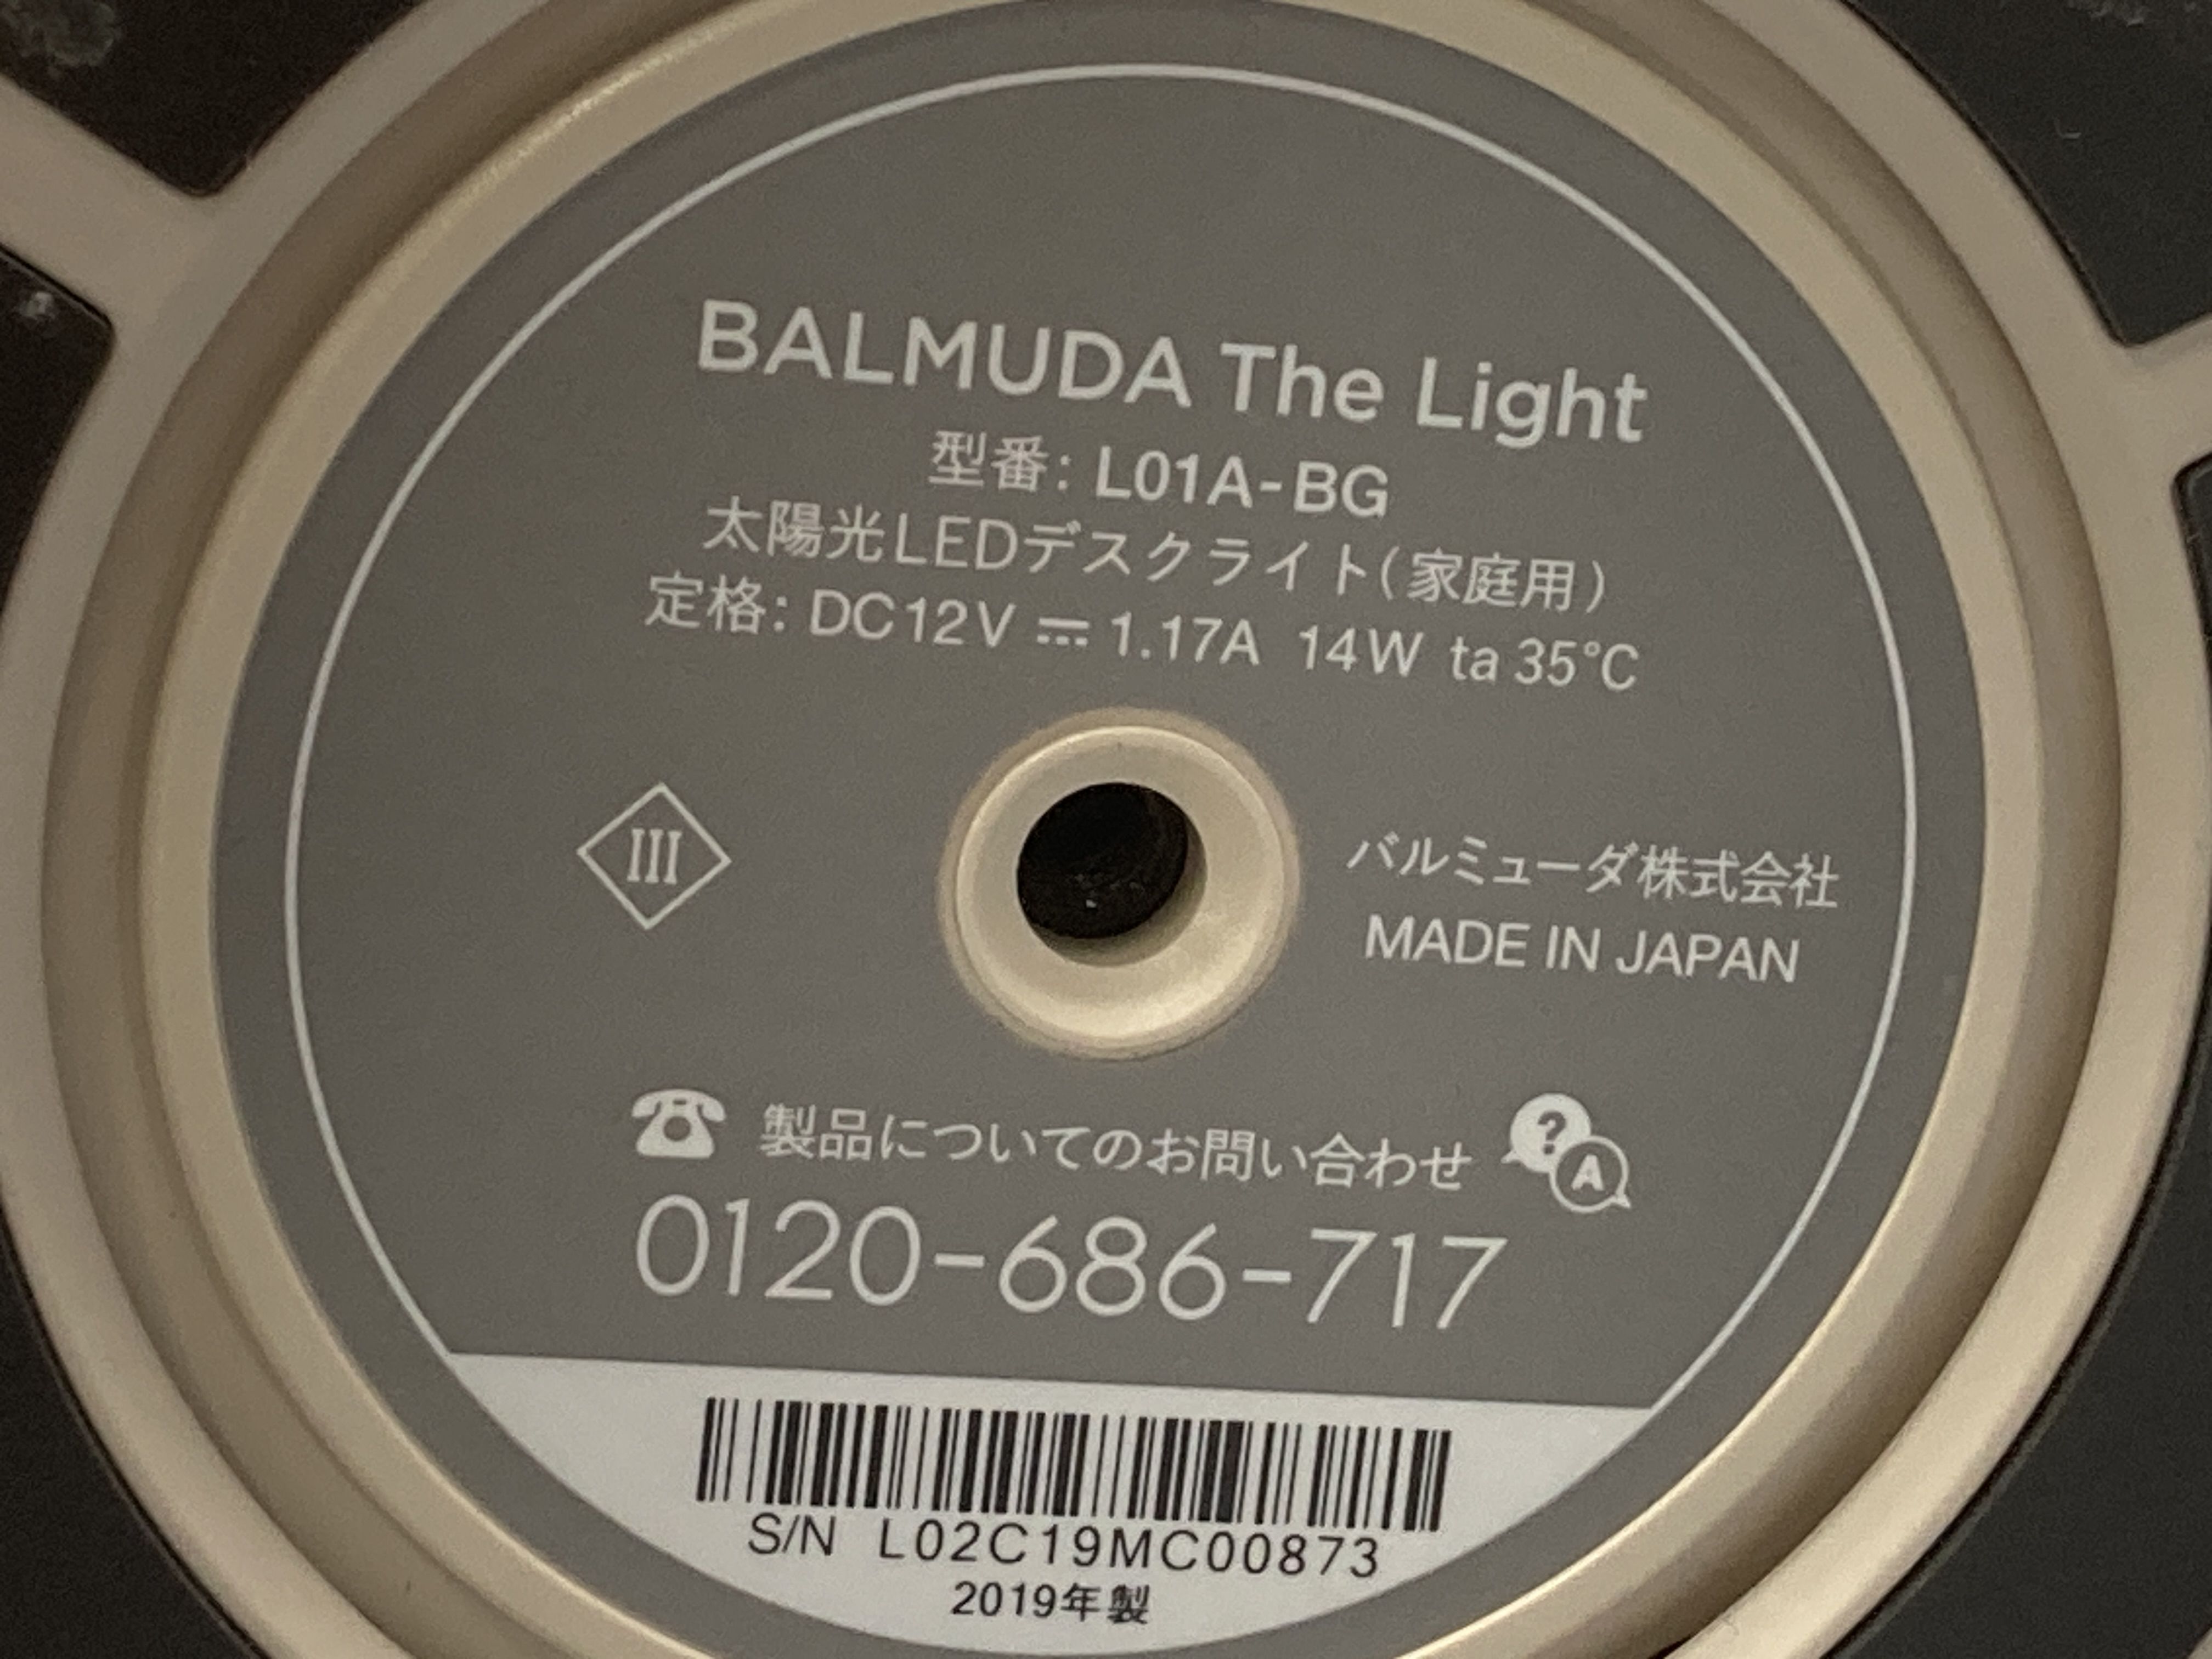 BALMUDA The Light
型番: L01A-BG
太陽光LEDデスクライト(家庭用)
定格: DC12V ⎓ 1.17A 14W ta 35°C
III
バルミューダ株式会社
MADE IN JAPAN
製品についてのお問い合わせ ? A
0120-686-717
S/N L02C19MC00873
2019年製